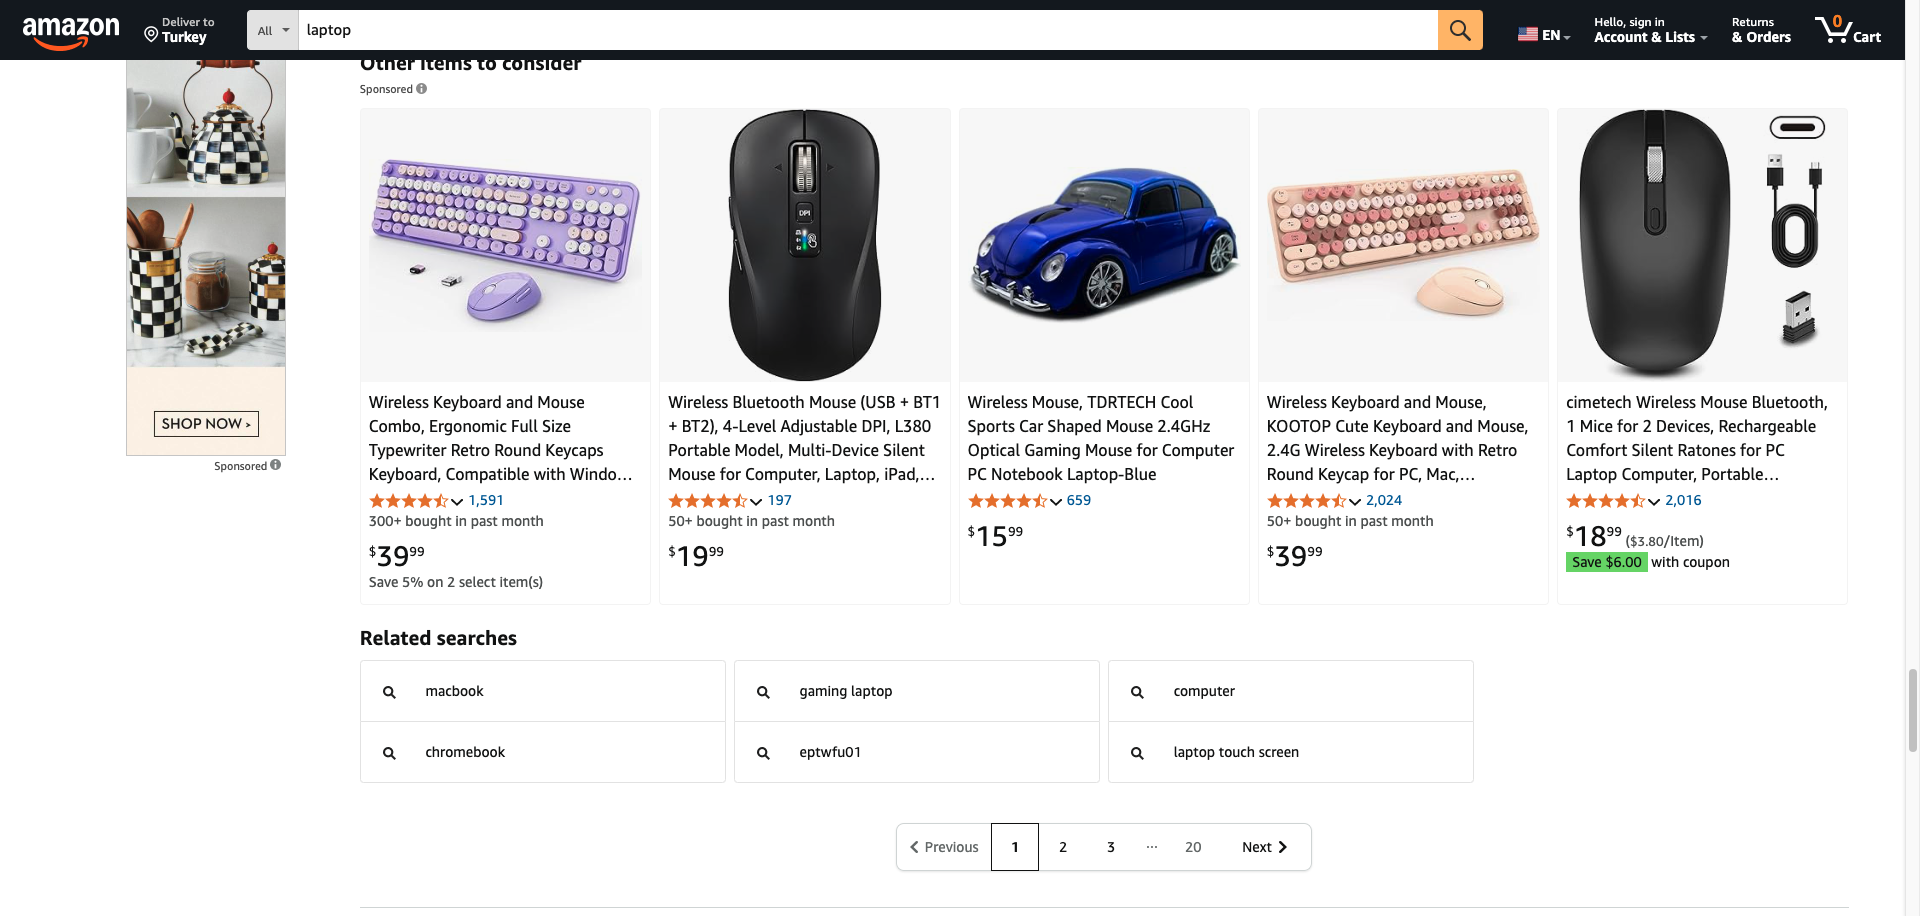 amazon
Deliver to
Turkey
All
laptop
EN
Hello, sign in
Account & Lists
Returns
& Orders
0
Cart
SHOP NOW ›
Sponsored
Other items to consider
Sponsored
DPI
Wireless Keyboard and Mouse
Combo, Ergonomic Full Size
Typewriter Retro Round Keycaps
Keyboard, Compatible with Windo...
1,591
300+ bought in past month
$39.99
Save 5% on 2 select item(s)
Wireless Bluetooth Mouse (USB + BT1
+ BT2), 4-Level Adjustable DPI, L380
Portable Model, Multi-Device Silent
Mouse for Computer, Laptop, iPad,...
197
50+ bought in past month
$19.99
Wireless Mouse, TDRTECH Cool
Sports Car Shaped Mouse 2.4GHz
Optical Gaming Mouse for Computer
PC Notebook Laptop-Blue
659
$15.99
Wireless Keyboard and Mouse,
KOOTOP Cute Keyboard and Mouse,
2.4G Wireless Keyboard with Retro
Round Keycap for PC, Mac,...
2,024
50+ bought in past month
$39.99
cimetech Wireless Mouse Bluetooth,
1 Mice for 2 Devices, Rechargeable
Comfort Silent Ratones for PC
Laptop Computer, Portable...
2,016
$18.99 ($3.80/Item)
Save $6.00 with coupon
Related searches
macbook
gaming laptop
computer
chromebook
eptwfu01
laptop touch screen
Previous 1 2 3 ... 20 Next